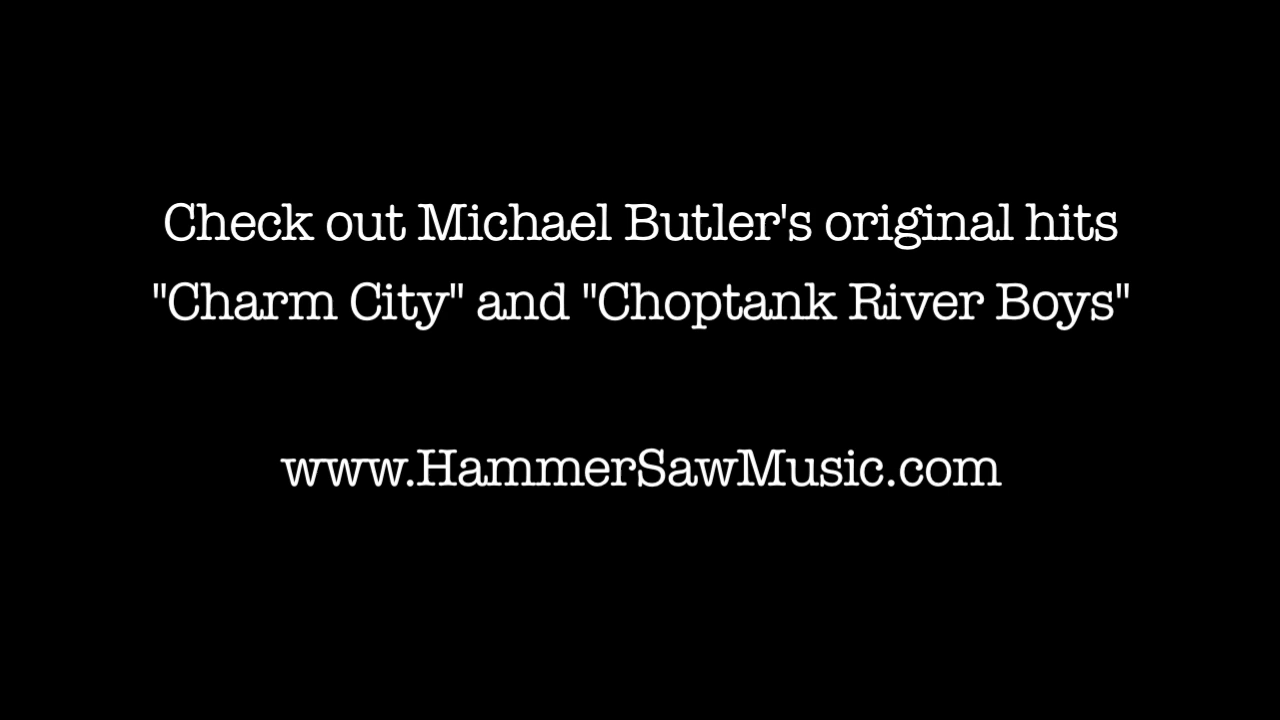 Check out Michael Butler's original hits
"Charm City" and "Choptank River Boys"
www.HammerSawMusic.com